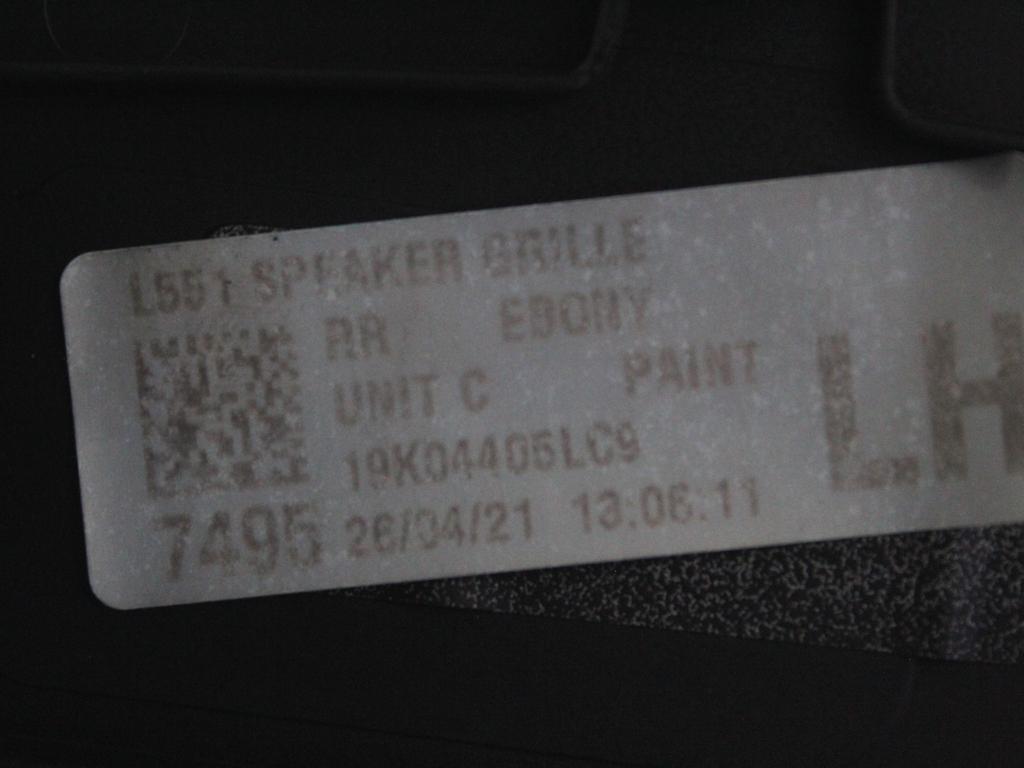 L551 SPEAKER GRILLE
RR EBONY
UNIT C PAINT
19K04405LC9
7495 26/04/21 13:06:11
LH